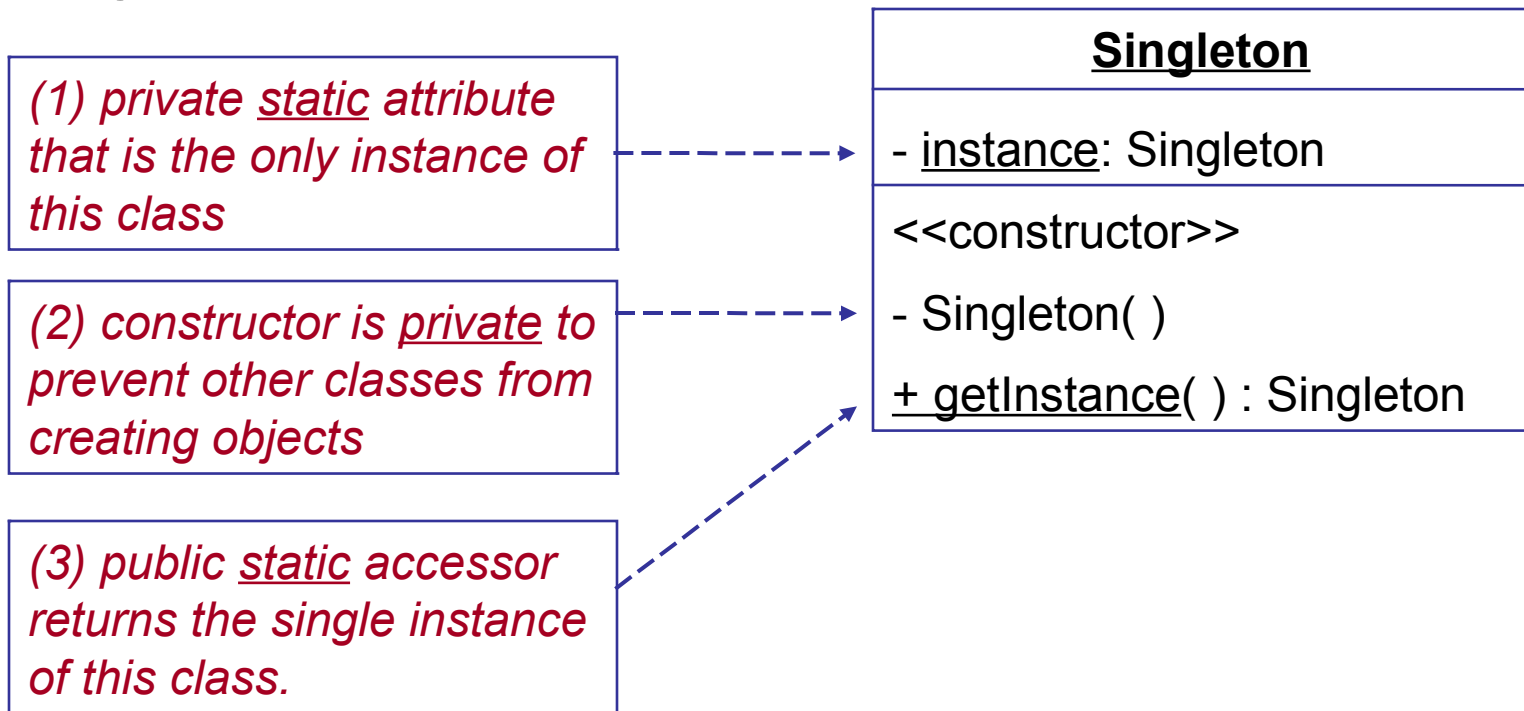 (1) private static attribute
that is the only instance of
this class
(2) constructor is private to
prevent other classes from
creating objects
(3) public static accessor
returns the single instance
of this class.
Singleton
- instance: Singleton
<<constructor>>
- Singleton( )
+ getInstance( ) : Singleton